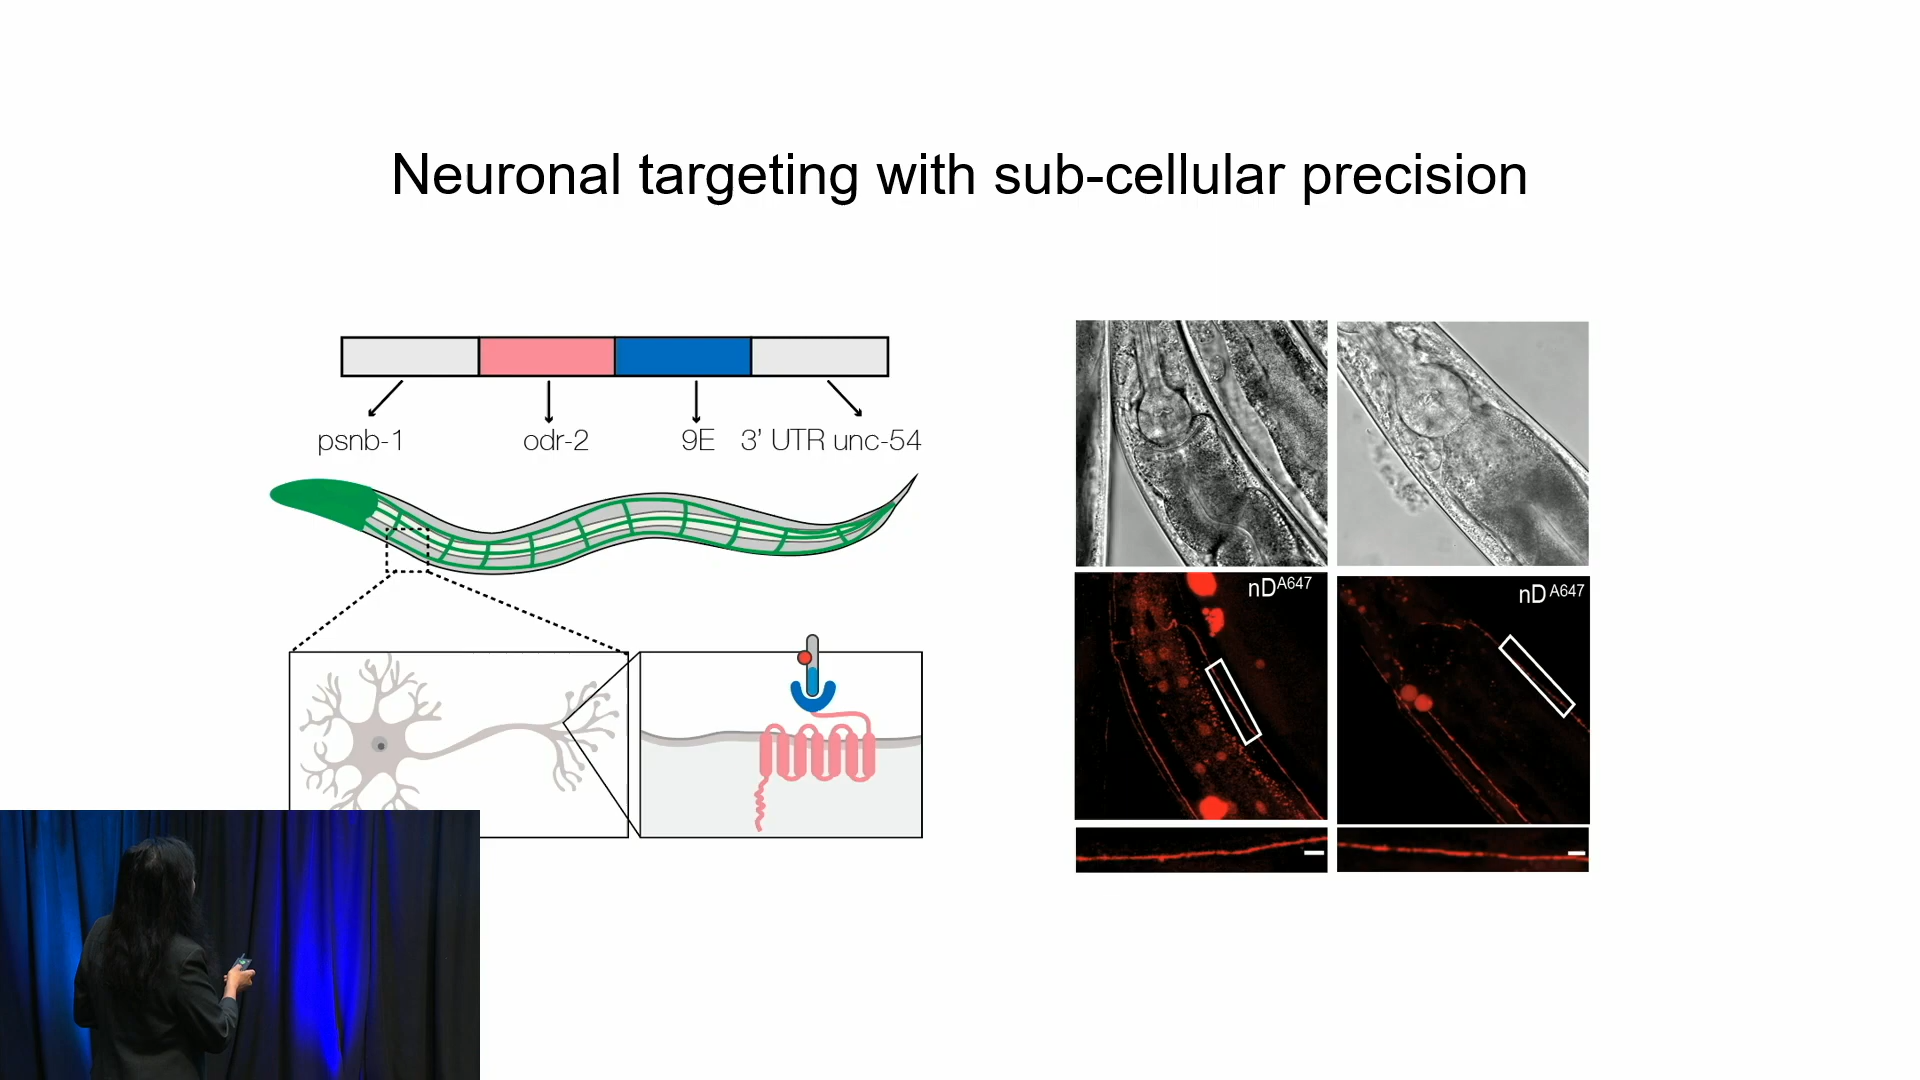 Neuronal targeting with sub-cellular precision
psnb-1
odr-2
9E
3’ UTR unc-54
nDA647
nDA647